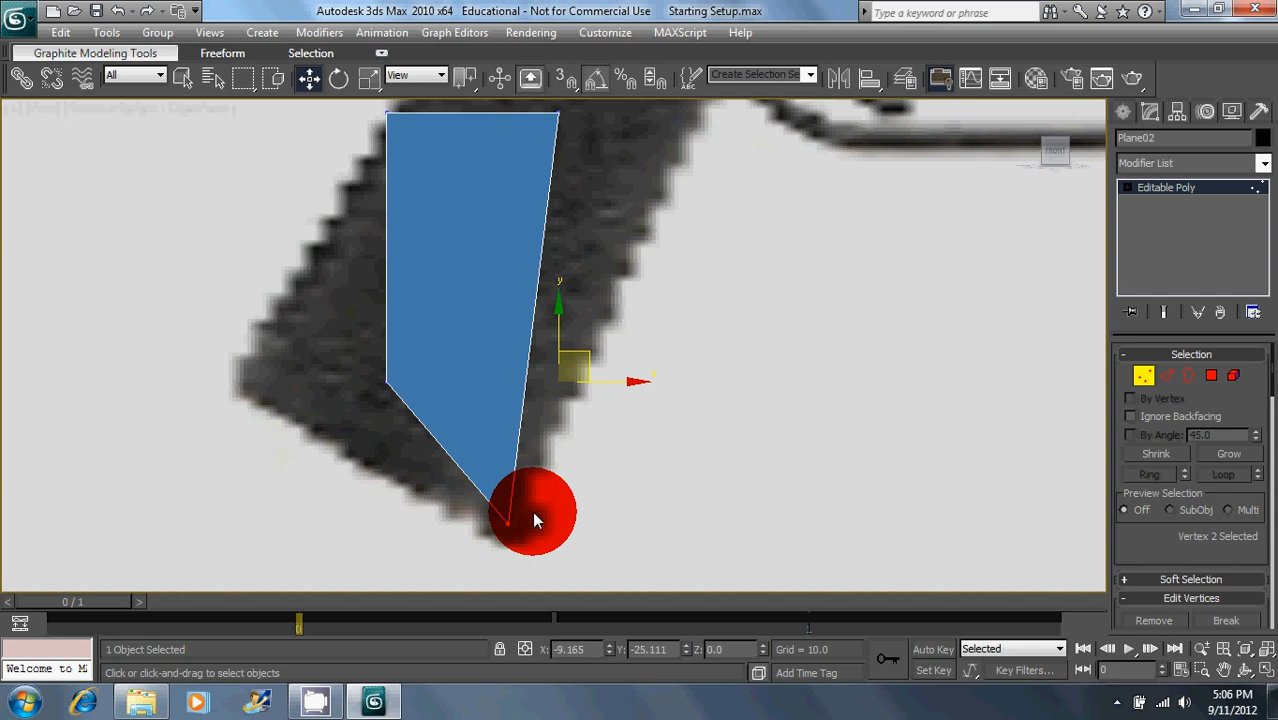 Autodesk 3ds Max 2010 x64 - Educational - Not for Commercial Use Starting Setup.max
Type a keyword or phrase
Edit Tools Group Views Create Modifiers Animation Graph Editors Rendering Customize MAXScript Help
Graphite Modeling Tools Freeform Selection
All View Create Selection Se
ABC
FRONT
y
Plane02
Modifier List
Editable Poly
Selection
By Vertex
Ignore Backfacing
By Angle: 45.0
Shrink Grow
Ring Loop
Preview Selection
Off SubObj Multi
Vertex 2 Selected
Soft Selection
Edit Vertices
Remove Break
0 / 1
1 Object Selected X: -9.165 Y: -25.111 Z: 0.0 Grid = 10.0 Auto Key Selected
Welcome to M Click or click-and-drag to select objects Add Time Tag Set Key Key Filters... 0
5:06 PM
9/11/2012